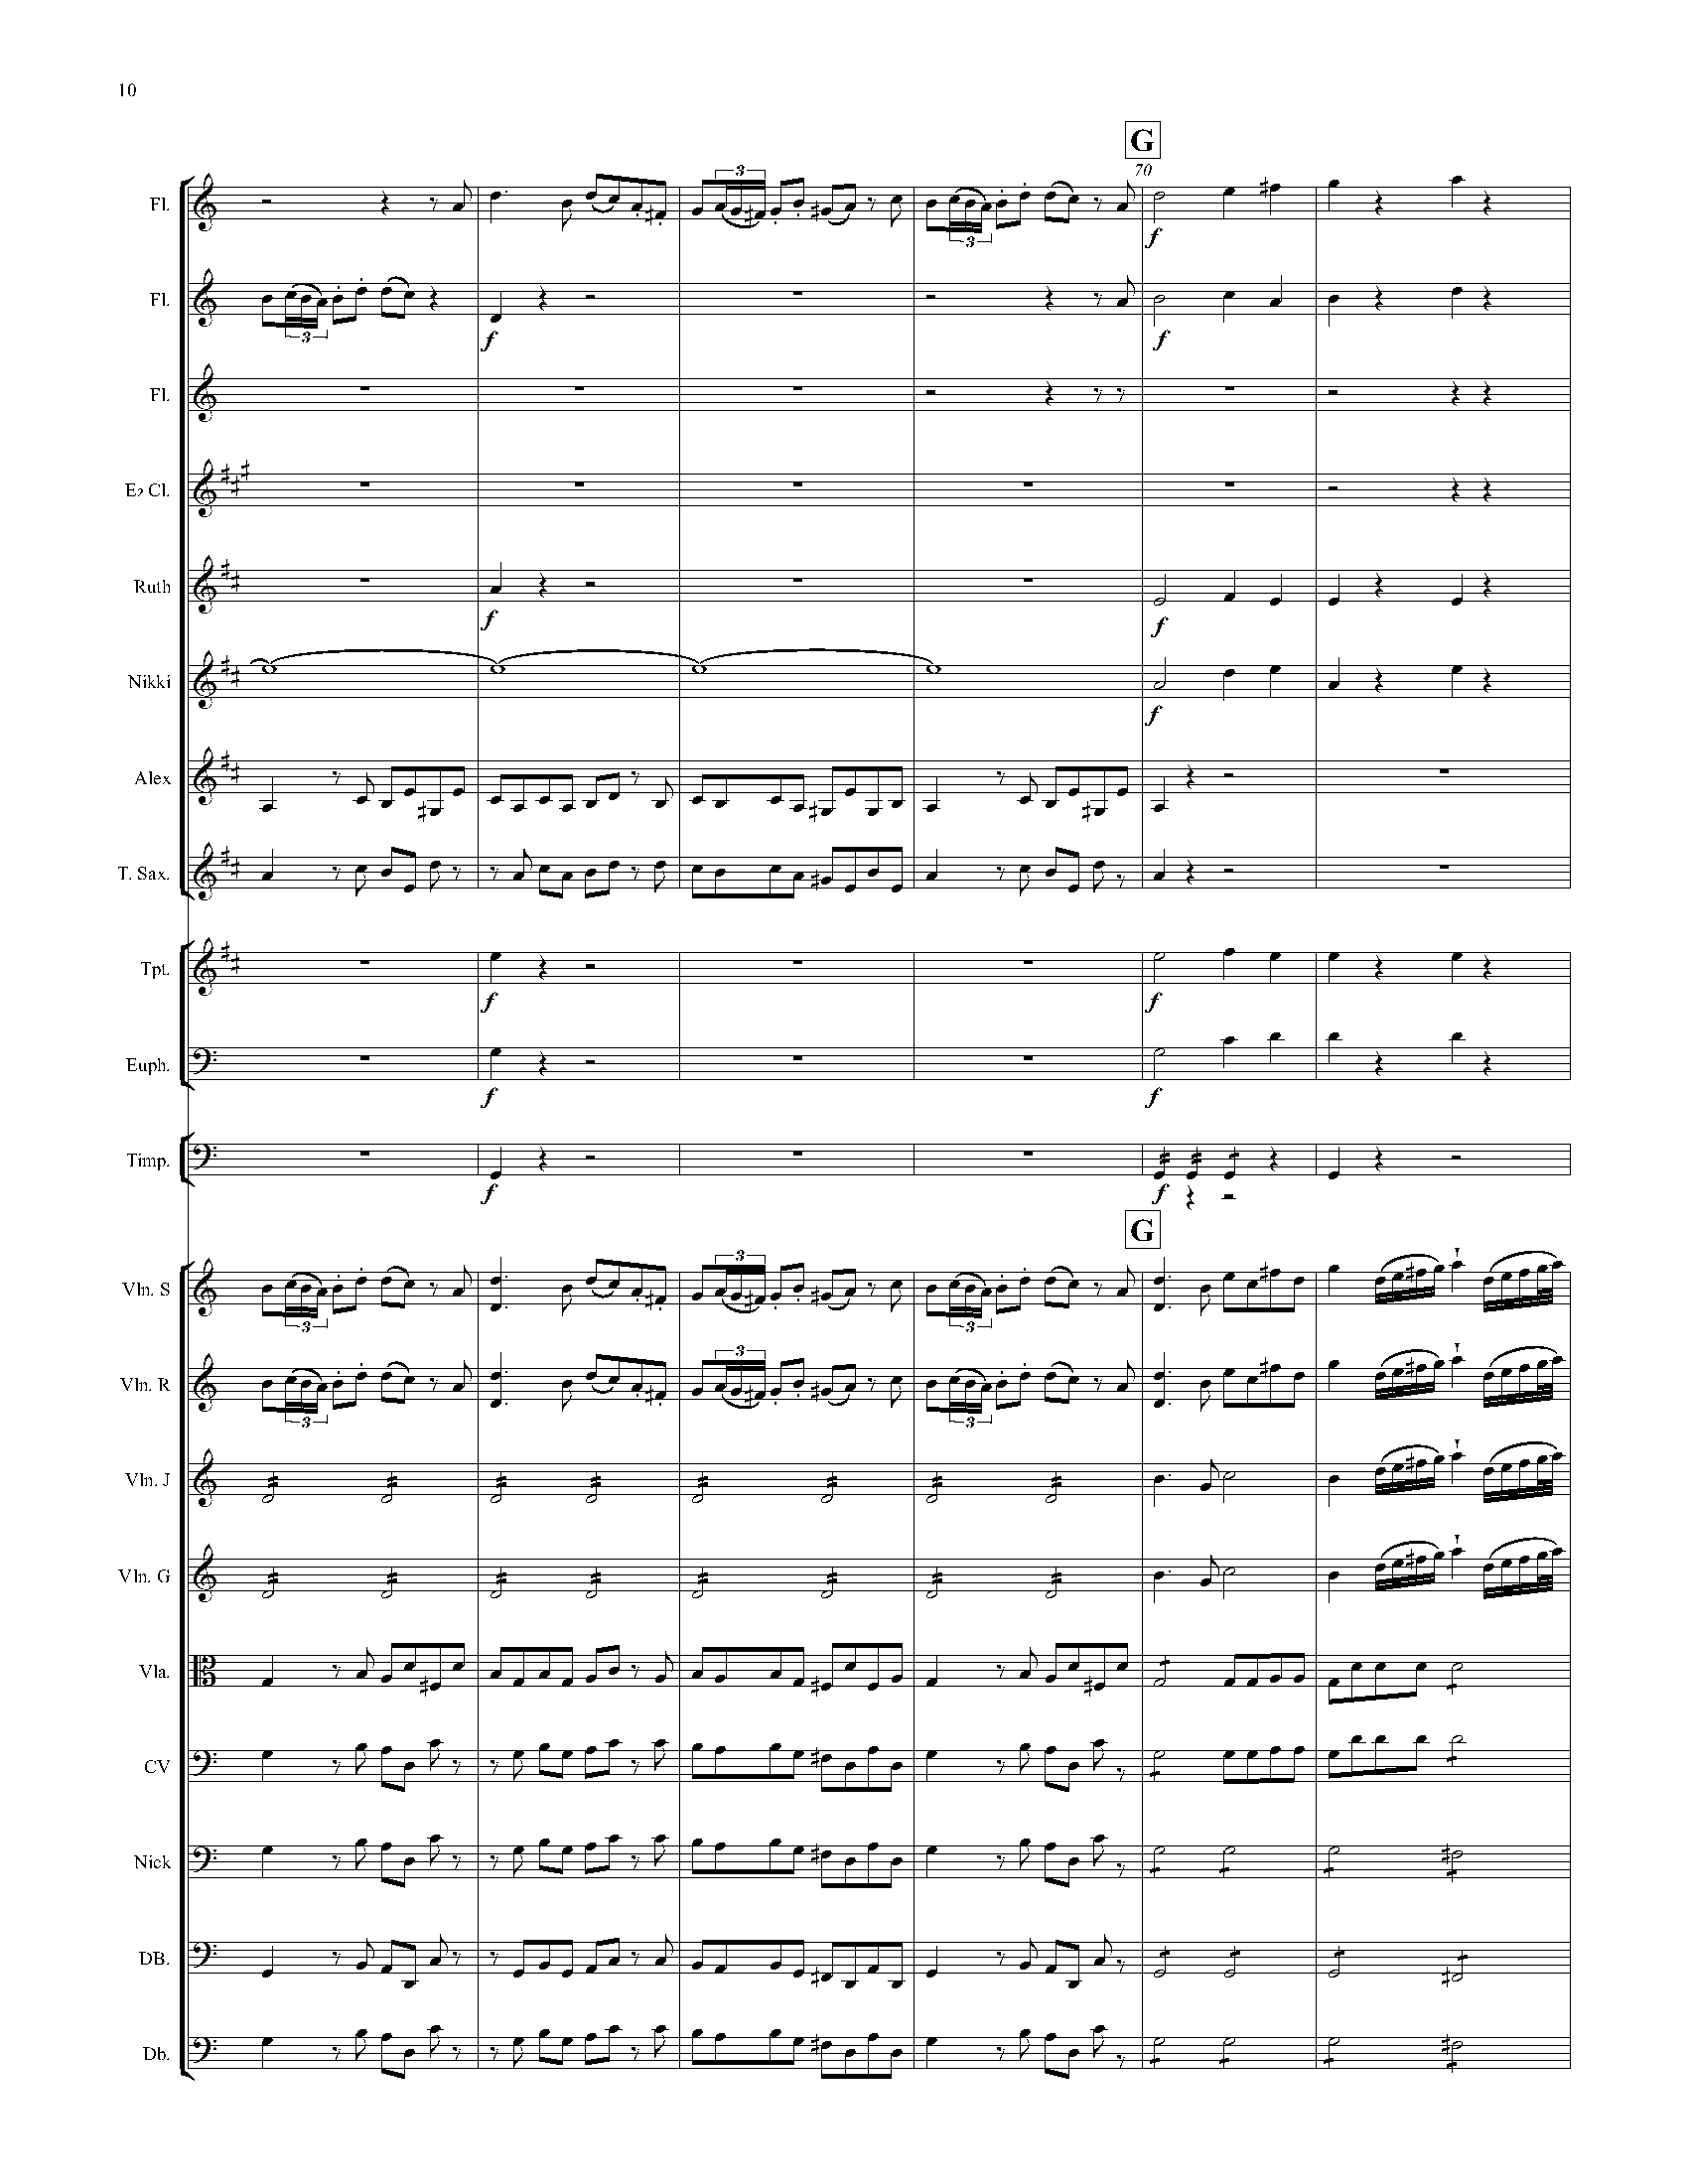 10
G
70
Fl.
3
3
f
Fl.
3
f
f
Fl.
E♭ Cl.
Ruth
f
f
Nikki
f
Alex
T. Sax.
Tpt.
f
f
Euph.
f
f
Timp.
f
f
G
Vln. S
3
3
3
Vln. R
3
3
3
Vln. J
Vln. G
Vla.
CV
Nick
DB.
Db.